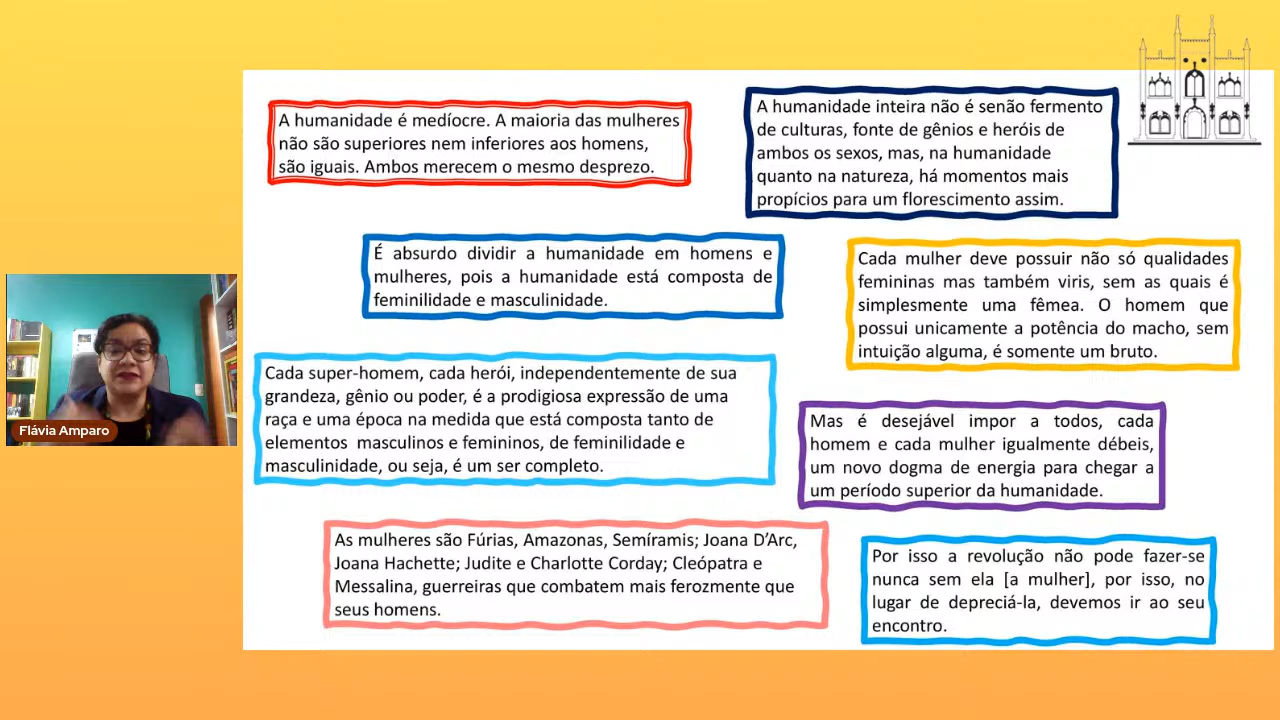 A humanidade é medíocre. A maioria das mulheres
não são superiores nem inferiores aos homens,
são iguais. Ambos merecem o mesmo desprezo.
A humanidade inteira não é senão fermento
de culturas, fonte de gênios e heróis de
ambos os sexos, mas, na humanidade
quanto na natureza, há momentos mais
propícios para um florescimento assim.
É absurdo dividir a humanidade em homens e
mulheres, pois a humanidade está composta de
feminilidade e masculinidade.
Cada mulher deve possuir não só qualidades
femininas mas também viris, sem as quais é
simplesmente uma fêmea. O homem que
possui unicamente a potência do macho, sem
intuição alguma, é somente um bruto.
Cada super-homem, cada herói, independentemente de sua
grandeza, gênio ou poder, é a prodigiosa expressão de uma
raça e uma época na medida que está composta tanto de
elementos masculinos e femininos, de feminilidade e
masculinidade, ou seja, é um ser completo.
Mas é desejável impor a todos, cada
homem e cada mulher igualmente débeis,
um novo dogma de energia para chegar a
um período superior da humanidade.
As mulheres são Fúrias, Amazonas, Semíramis; Joana D’Arc,
Joana Hachette; Judite e Charlotte Corday; Cleópatra e
Messalina, guerreiras que combatem mais ferozmente que
seus homens.
Por isso a revolução não pode fazer-se
nunca sem ela [a mulher], por isso, no
lugar de depreciá-la, devemos ir ao seu
encontro.
Flávia Amparo